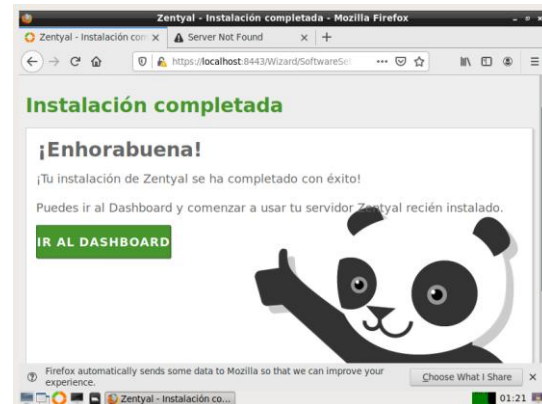 Zentyal - Instalación completada - Mozilla Firefox
Zentyal - Instalación con
Server Not Found
https://localhost:8443/Wizard/SoftwareSe
Instalación completada
¡Enhorabuena!
¡Tu instalación de Zentyal se ha completado con éxito!
Puedes ir al Dashboard y comenzar a usar tu servidor Zentyal recién instalado.
IR AL DASHBOARD
Firefox automatically sends some data to Mozilla so that we can improve your
experience.
Choose What I Share
Zentyal - Instalación co...
01:21